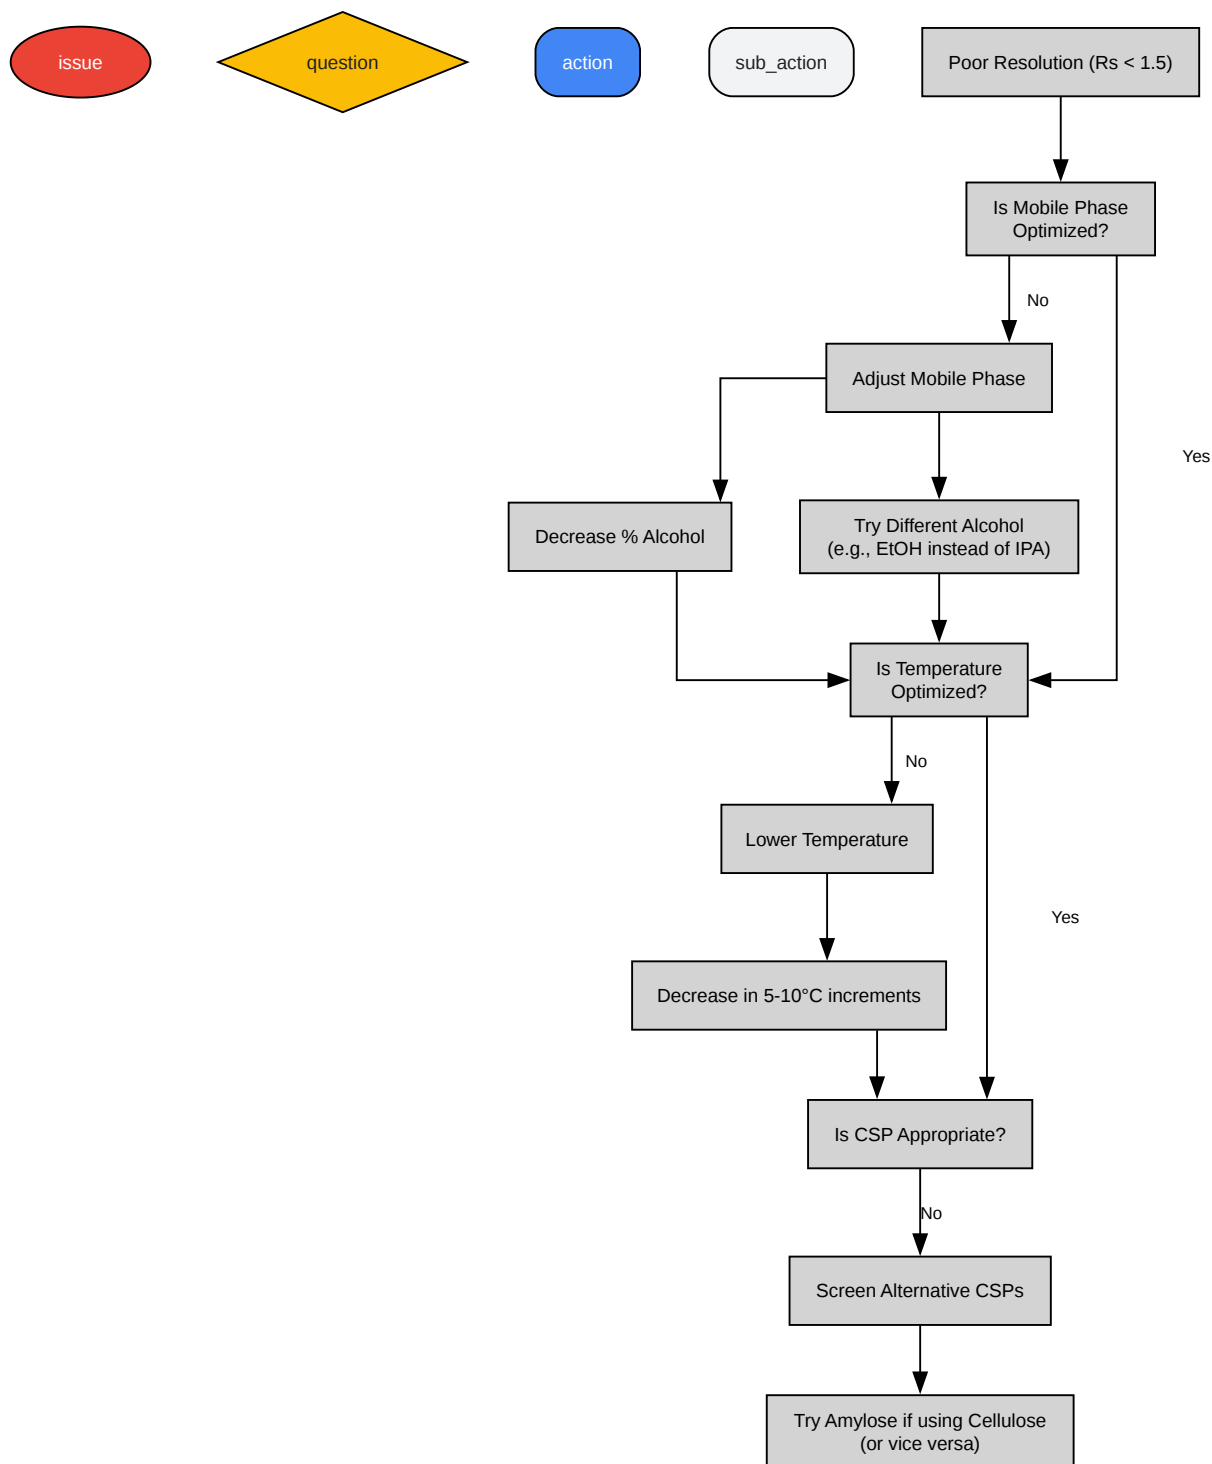 issue
question
action
sub_action
Poor Resolution (Rs < 1.5)
Is Mobile Phase
Optimized?
No
Adjust Mobile Phase
Yes
Decrease % Alcohol
Try Different Alcohol
(e.g., EtOH instead of IPA)
Is Temperature
Optimized?
No
Lower Temperature
Yes
Decrease in 5-10°C increments
Is CSP Appropriate?
No
Screen Alternative CSPs
Try Amylose if using Cellulose
(or vice versa)